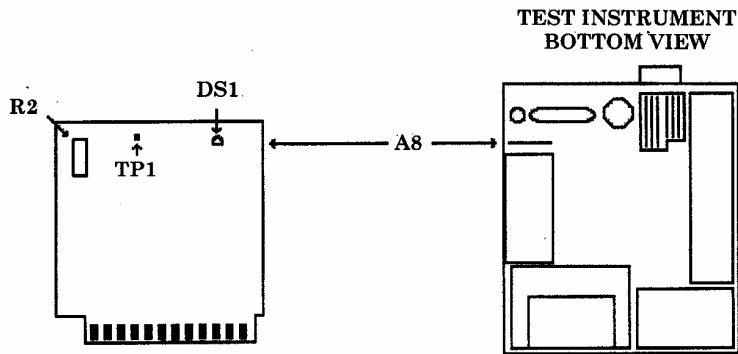 TEST INSTRUMENT
BOTTOM VIEW
DS1
R2
TP1
A8